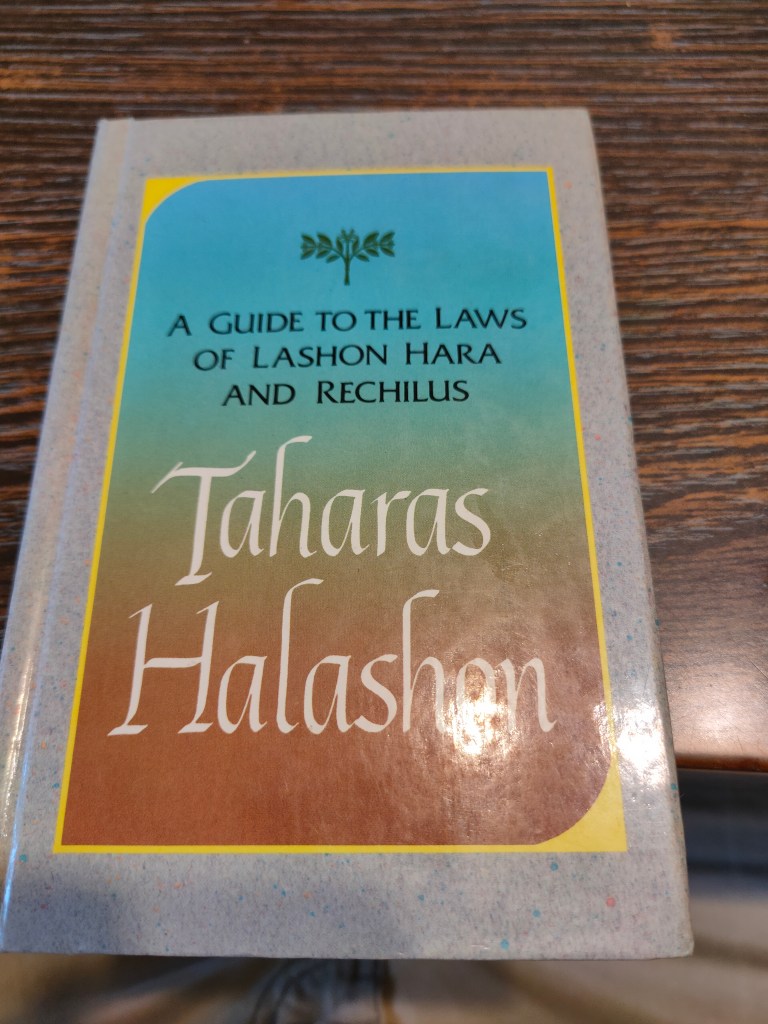 A GUIDE TO THE LAWS
OF LASHON HARA
AND RECHILUS
Taharas
Halashon